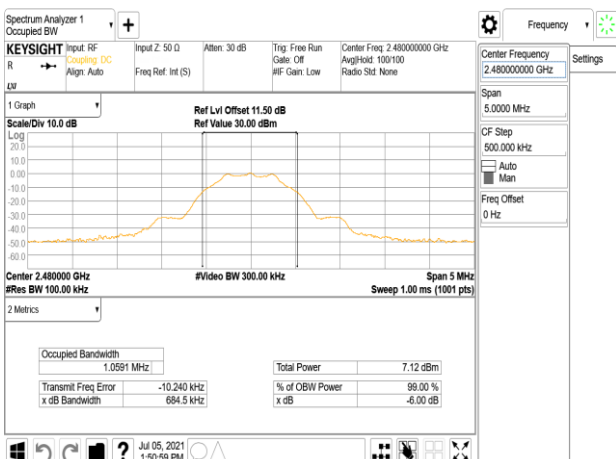 Spectrum Analyzer 1
Occupied BW
Frequency
KEYSIGHT
R
Input: RF
Coupling: DC
Align: Auto
Input Z: 50 Ω
Freq Ref: Int (S)
Atten: 30 dB
Trig: Free Run
Gate: Off
#IF Gain: Low
Center Freq: 2.480000000 GHz
Avg|Hold: 100/100
Radio Std: None
Center Frequency
2.480000000 GHz
Settings
Span
5.0000 MHz
CF Step
500.000 kHz
Auto
Man
Freq Offset
0 Hz
1 Graph
Scale/Div 10.0 dB
Ref Lvl Offset 11.50 dB
Ref Value 30.00 dBm
Log
20.0
10.0
0.00
-10.0
-20.0
-30.0
-40.0
-50.0
-60.0
Center 2.480000 GHz
#Video BW 300.00 kHz
Span 5 MHz
#Res BW 100.00 kHz
Sweep 1.00 ms (1001 pts)
2 Metrics
Occupied Bandwidth
1.0591 MHz
Total Power 7.12 dBm
Transmit Freq Error -10.240 kHz
% of OBW Power 99.00 %
x dB Bandwidth 684.5 kHz
x dB -6.00 dB
?
Jul 05, 2021
1:50:59 PM